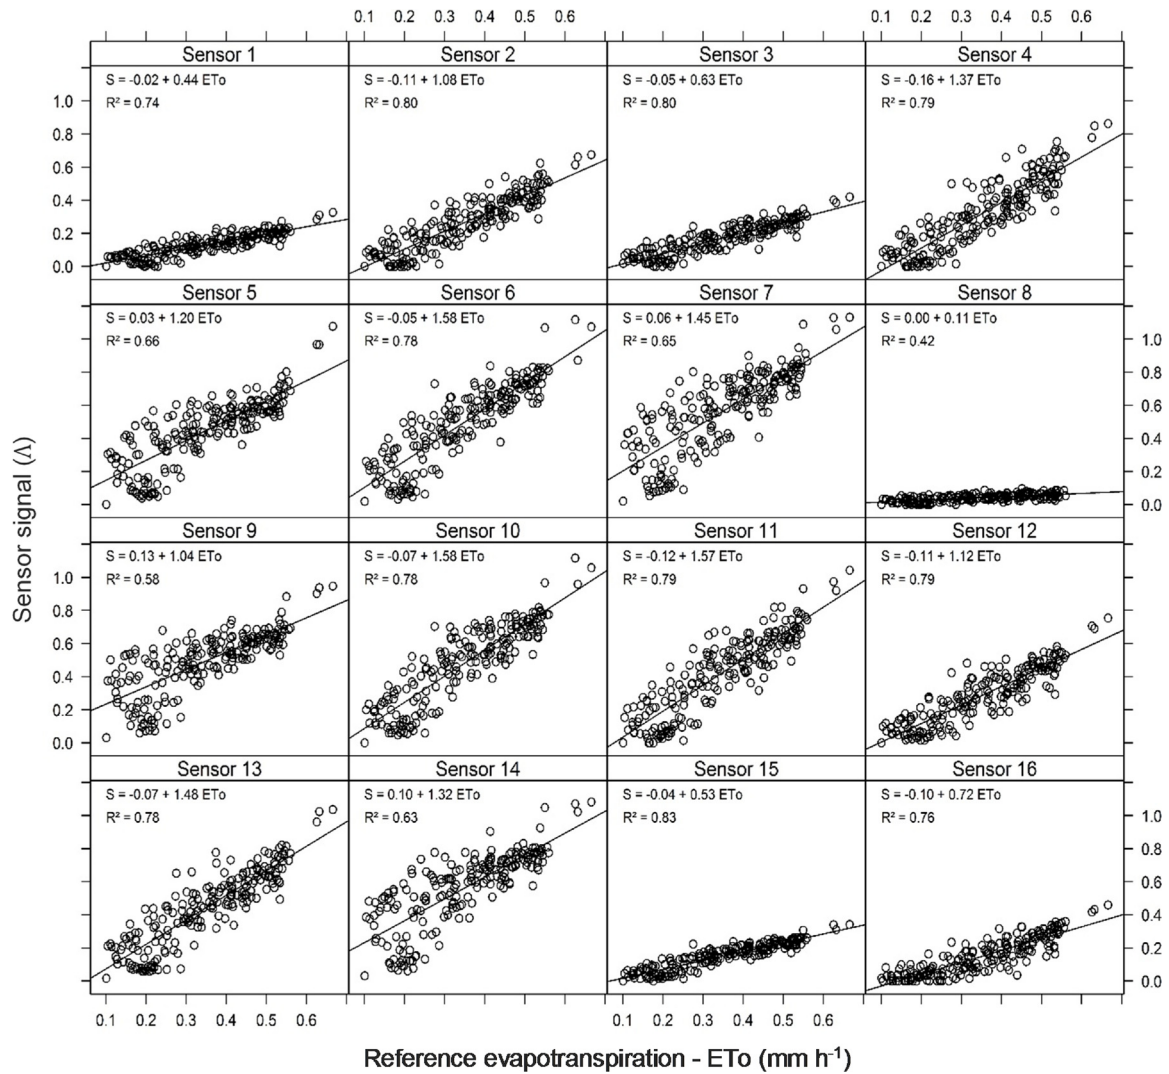 0.1 0.2 0.3 0.4 0.5 0.6 0.1 0.2 0.3 0.4 0.5 0.6
Sensor 1 Sensor 2 Sensor 3 Sensor 4
S = -0.02 + 0.44 ETo S = -0.11 + 1.08 ETo S = -0.05 + 0.63 ETo S = -0.16 + 1.37 ETo
R² = 0.74 R² = 0.80 R² = 0.80 R² = 0.79
1.0
0.8
0.6
0.4
0.2
0.0
Sensor 5 Sensor 6 Sensor 7 Sensor 8
S = 0.03 + 1.20 ETo S = -0.05 + 1.58 ETo S = 0.06 + 1.45 ETo S = 0.00 + 0.11 ETo
R² = 0.66 R² = 0.78 R² = 0.65 R² = 0.42
1.0
0.8
0.6
0.4
0.2
0.0
Sensor signal (Λ)
Sensor 9 Sensor 10 Sensor 11 Sensor 12
S = 0.13 + 1.04 ETo S = -0.07 + 1.58 ETo S = -0.12 + 1.57 ETo S = -0.11 + 1.12 ETo
R² = 0.58 R² = 0.78 R² = 0.79 R² = 0.79
1.0
0.8
0.6
0.4
0.2
0.0
Sensor 13 Sensor 14 Sensor 15 Sensor 16
S = -0.07 + 1.48 ETo S = 0.10 + 1.32 ETo S = -0.04 + 0.53 ETo S = -0.10 + 0.72 ETo
R² = 0.78 R² = 0.63 R² = 0.83 R² = 0.76
1.0
0.8
0.6
0.4
0.2
0.0
0.1 0.2 0.3 0.4 0.5 0.6 0.1 0.2 0.3 0.4 0.5 0.6
Reference evapotranspiration - ETo (mm h⁻¹)